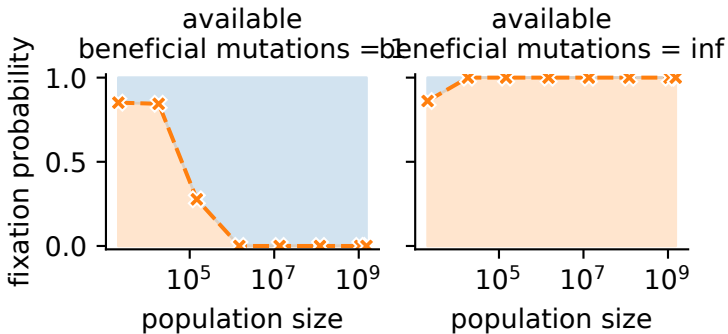 available
beneficial mutations = 1
available
beneficial mutations = inf
fixation probability
1.0
0.5
0.0
10^5
10^7
10^9
10^5
10^7
10^9
population size
population size